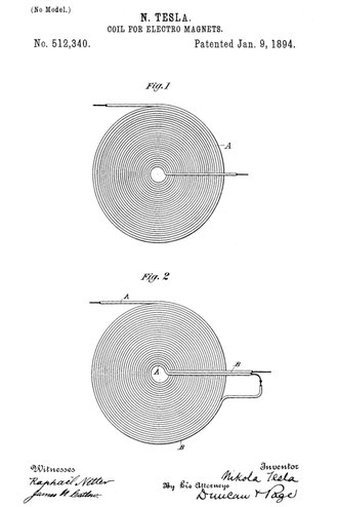 (No Model.)
N. TESLA.
COIL FOR ELECTRO MAGNETS.
No. 512,340.
Patented Jan. 9, 1894.
Fig. 1
A
Fig. 2
A
B
A
B
Witnesses
Raphaël Netter
James N. Catlow
Inventor
Nikola Tesla
By his Attorneys
Duncan & Page